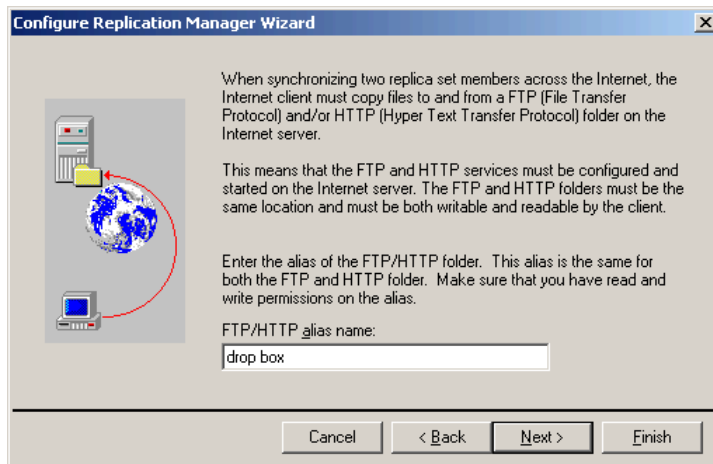 Configure Replication Manager Wizard
When synchronizing two replica set members across the Internet, the
Internet client must copy files to and from a FTP (File Transfer
Protocol) and/or HTTP (Hyper Text Transfer Protocol) folder on the
Internet server.
This means that the FTP and HTTP services must be configured and
started on the Internet server. The FTP and HTTP folders must be the
same location and must be both writable and readable by the client.
Enter the alias of the FTP/HTTP folder.  This alias is the same for
both the FTP and HTTP folder.  Make sure that you have read and
write permissions on the alias.
FTP/HTTP alias name:
drop box
Cancel
< Back
Next >
Finish